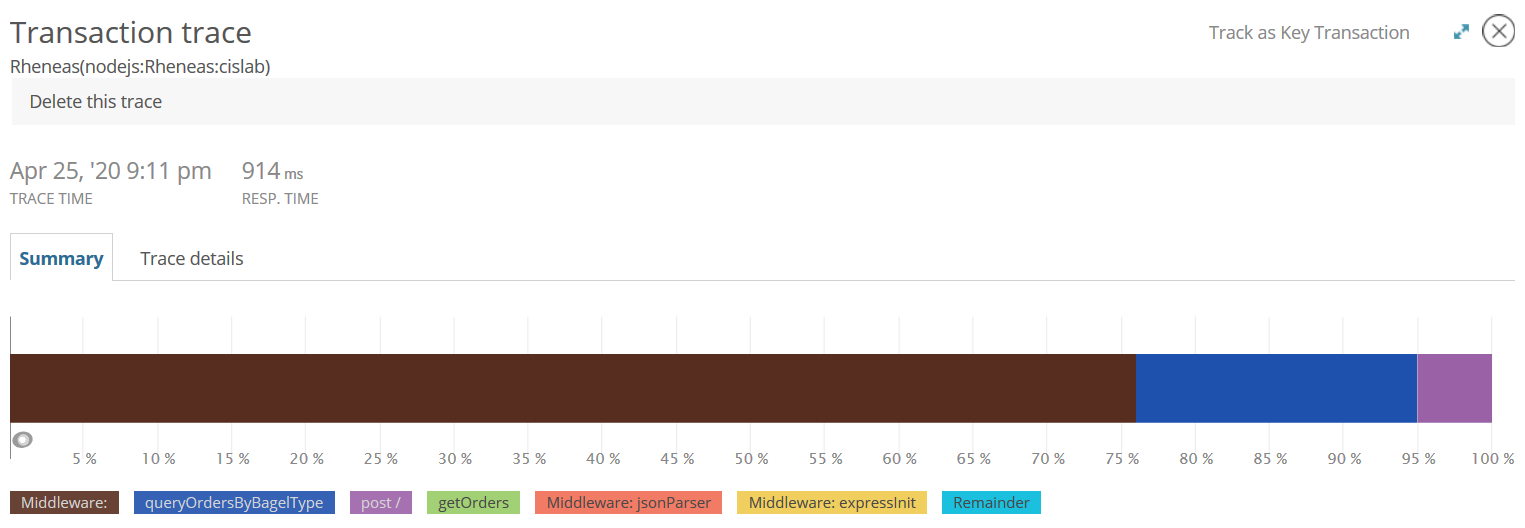 Transaction trace
Track as Key Transaction
Rheneas(nodejs:Rheneas:cislab)
Delete this trace
Apr 25, '20 9:11 pm 914 ms
TRACE TIME RESP. TIME
Summary Trace details
5 % 10 % 15 % 20 % 25 % 30 % 35 % 40 % 45 % 50 % 55 % 60 % 65 % 70 % 75 % 80 % 85 % 90 % 95 % 100 %
Middleware: queryOrdersByBagelType post / getOrders Middleware: jsonParser Middleware: expressInit Remainder